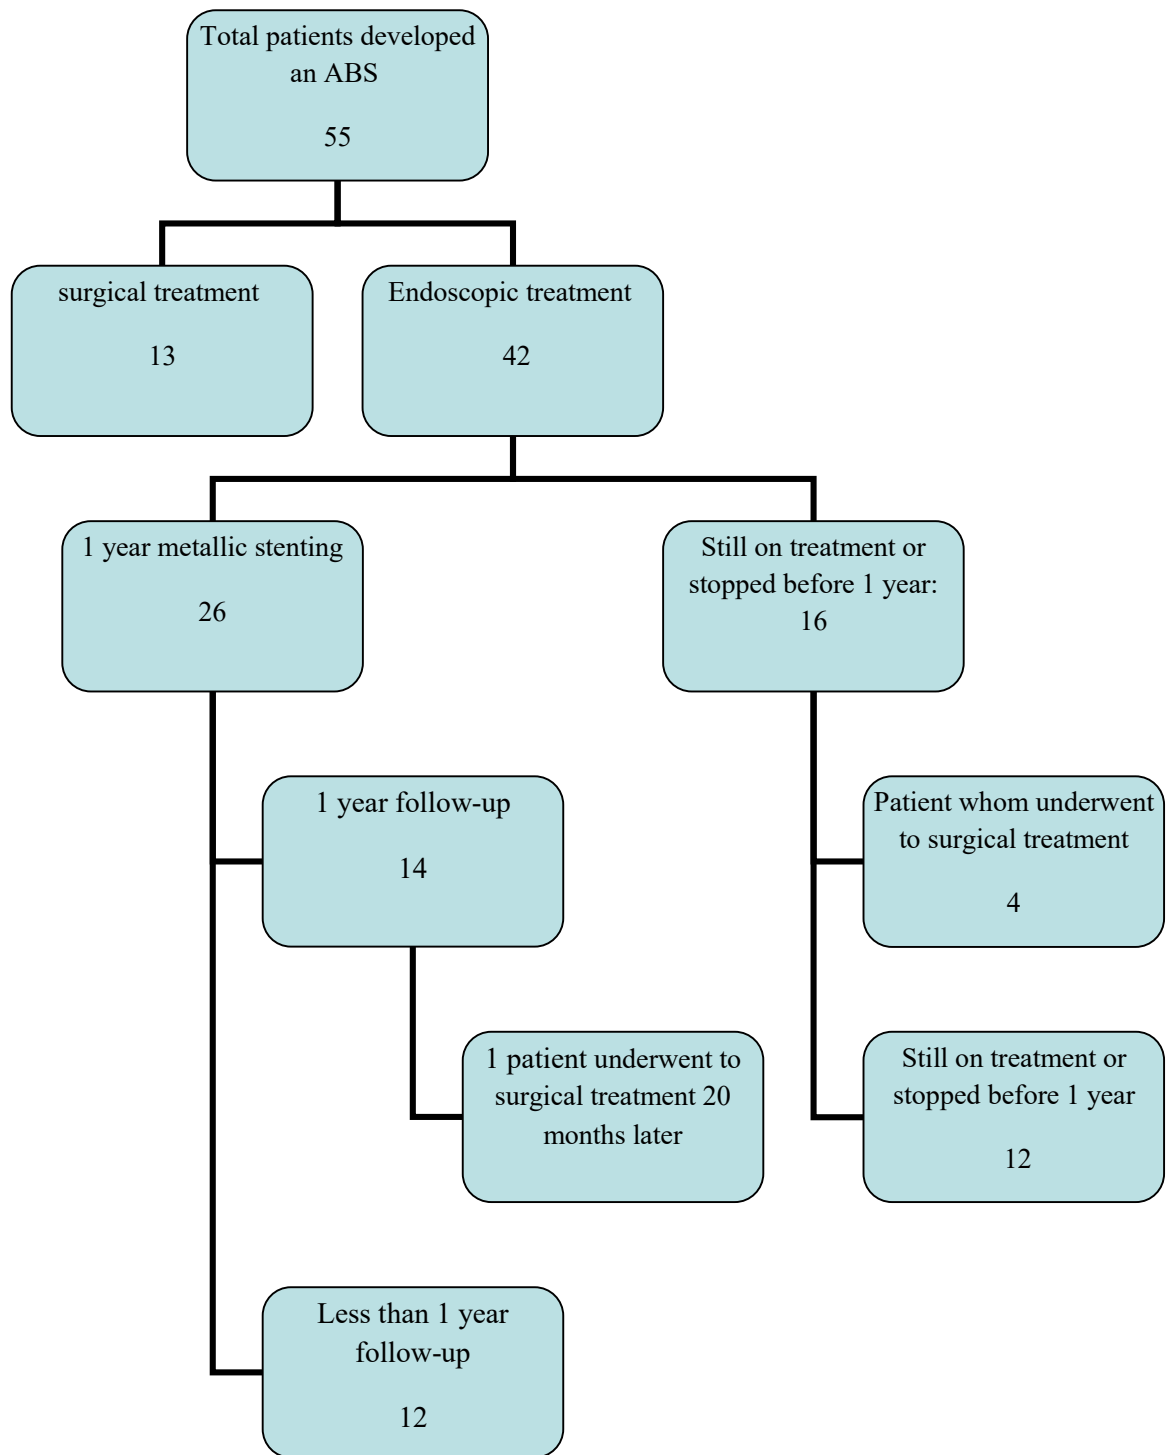 Total patients developed
an ABS
55
surgical treatment
13
Endoscopic treatment
42
1 year metallic stenting
26
Still on treatment or
stopped before 1 year:
16
1 year follow-up
14
Patient whom underwent
to surgical treatment
4
1 patient underwent to
surgical treatment 20
months later
Still on treatment or
stopped before 1 year
12
Less than 1 year
follow-up
12